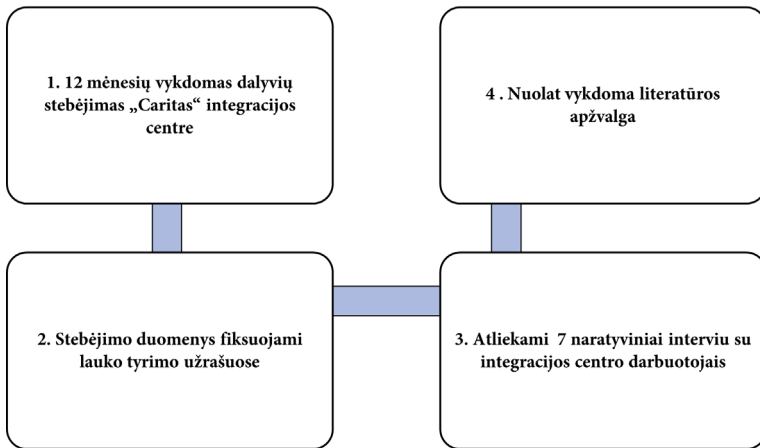 1. 12 mėnesių vykdomas dalyvių
stebėjimas „Caritas“ integracijos
centre
2. Stebėjimo duomenys fiksuojami
lauko tyrimo užrašuose
3. Atliekami 7 naratyviniai interviu su
integracijos centro darbuotojais
4 . Nuolat vykdoma literatūros
apžvalga